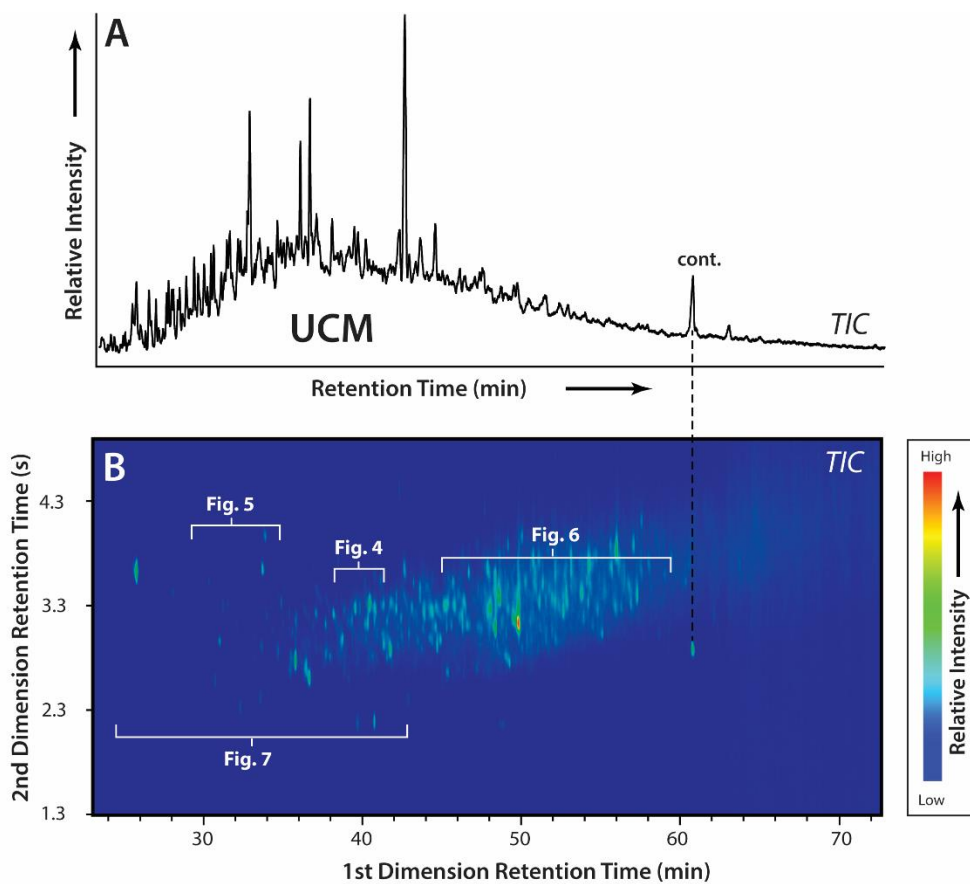 A
Relative Intensity
cont.
UCM
TIC
Retention Time (min)
B
TIC
2nd Dimension Retention Time (s)
4.3
3.3
2.3
1.3
Fig. 5
Fig. 4
Fig. 6
Fig. 7
30
40
50
60
70
1st Dimension Retention Time (min)
High
Relative Intensity
Low